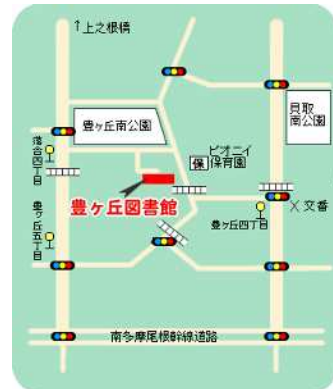 ↑上之根橋
豊ヶ丘南公園
貝取
南公園
落合四丁目
ピオニイ
保 保育園
豊ヶ丘図書館
豊ヶ丘四丁目
X 交番
豊ヶ丘五丁目
南多摩尾根幹線道路